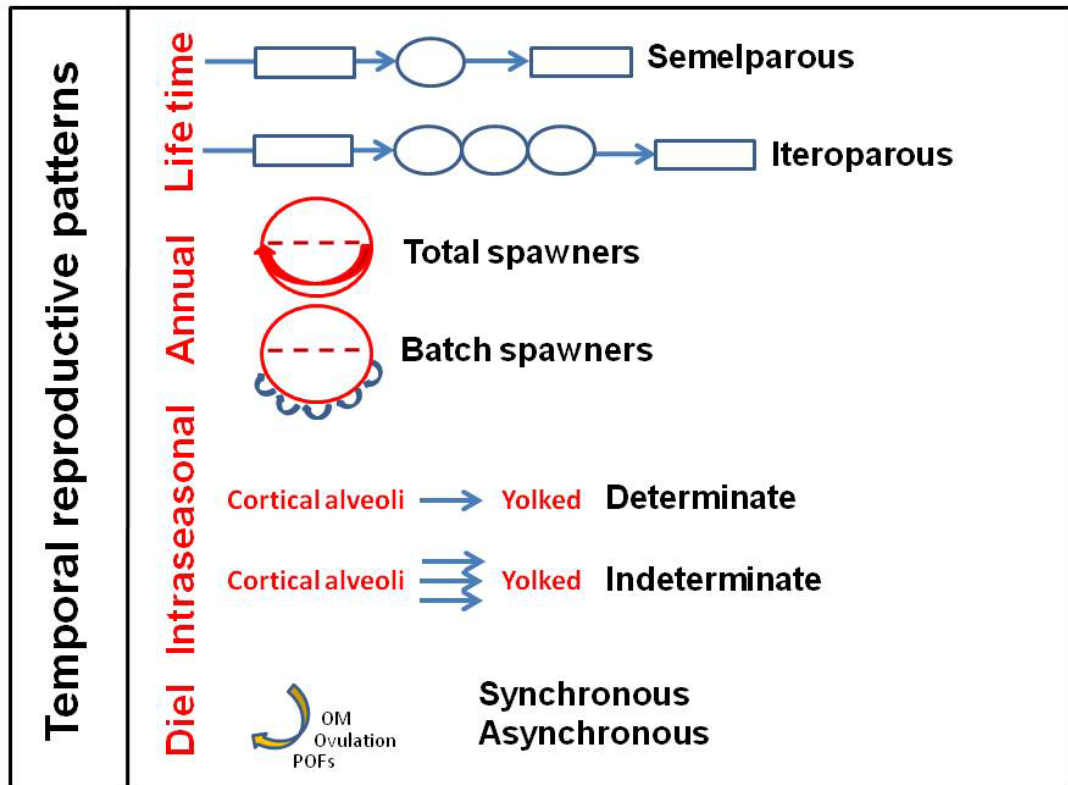 Temporal reproductive patterns
Life time
Semelparous
Iteroparous
Annual
Total spawners
Batch spawners
Intraseasonal
Cortical alveoli Yolked Determinate
Cortical alveoli Yolked Indeterminate
Diel
OM
Ovulation
POFs
Synchronous
Asynchronous